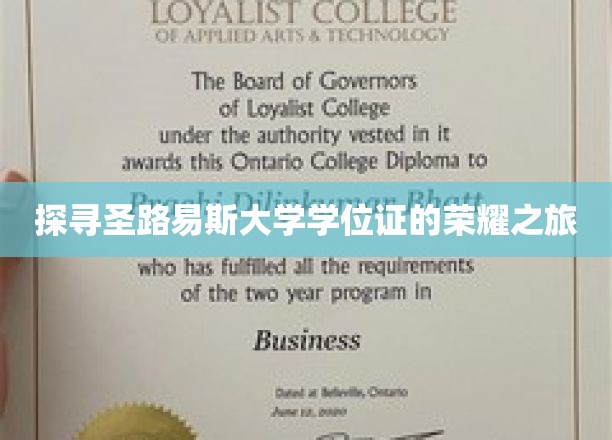 LOYALIST COLLEGE
OF APPLIED ARTS & TECHNOLOGY
The Board of Governors
of Loyalist College
under the authority vested in it
awards this Ontario College Diploma to
探寻圣路易斯大学学位证的荣耀之旅
who has fulfilled all the requirements
of the two year program in
Business
Dated at Belleville, Ontario
June 12, 2020